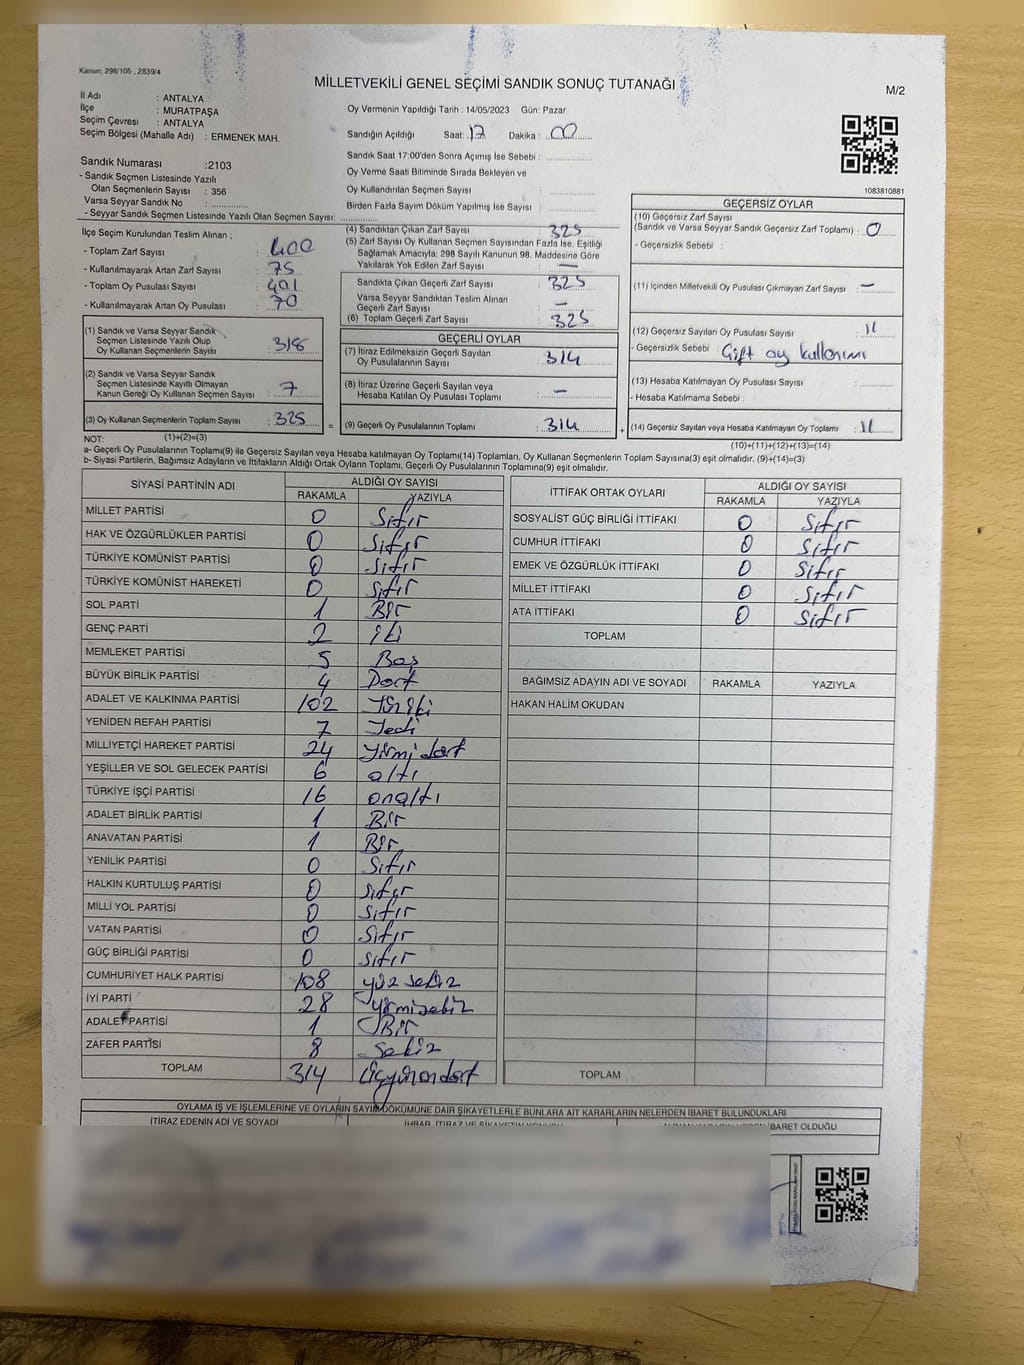 Kanun: 298/105 , 2839/4
MİLLETVEKİLİ GENEL SEÇİMİ SANDIK SONUÇ TUTANAĞI
M/2
İl Adı : ANTALYA
İlçe : MURATPAŞA
Seçim Çevresi : ANTALYA
Seçim Bölgesi (Mahalle Adı) : ERMENEK MAH.
Oy Vermenin Yapıldığı Tarih : 14/05/2023 Gün: Pazar
Sandığın Açıldığı Saat: 17 Dakika : 00
Sandık Saat 17:00'den Sonra Açımış İse Sebebi :
Oy Verme Saati Bitiminde Sırada Bekleyen ve
Oy Kullandırılan Seçmen Sayısı :
Birden Fazla Sayım Döküm Yapılmış İse Sayısı :
1083810881
Sandık Numarası :2103
- Sandık Seçmen Listesinde Yazılı
Olan Seçmenlerin Sayısı : 356
Varsa Seyyar Sandık No :
- Seyyar Sandık Seçmen Listesinde Yazılı Olan Seçmen Sayısı:
İlçe Seçim Kurulundan Teslim Alınan ;
- Toplam Zarf Sayısı : 400
- Kullanılmayarak Artan Zarf Sayısı : 75
- Toplam Oy Pusulası Sayısı : 401
- Kullanılmayarak Artan Oy Pusulası : 70
(1) Sandık ve Varsa Seyyar Sandık
Seçmen Listesinde Yazılı Olup
Oy Kullanan Seçmenlerin Sayısı : 318
(2) Sandık ve Varsa Seyyar Sandık
Seçmen Listesinde Kayıtlı Olmayan
Kanun Gereği Oy Kullanan Seçmen Sayısı : 7
(3) Oy Kullanan Seçmenlerin Toplam Sayısı : 325
(4) Sandıktan Çıkan Zarf Sayısı : 325
(5) Zarf Sayısı Oy Kullanan Seçmen Sayısından Fazla İse, Eşitliği
Sağlamak Amacıyla; 298 Sayılı Kanunun 98. Maddesine Göre
Yakılarak Yok Edilen Zarf Sayısı : —
Sandıkta Çıkan Geçerli Zarf Sayısı : 325
Varsa Seyyar Sandıktan Teslim Alınan
Geçerli Zarf Sayısı : —
(6) Toplam Geçerli Zarf Sayısı : 325
GEÇERLİ OYLAR
(7) İtiraz Edilmeksizin Geçerli Sayılan
Oy Pusulalarının Sayısı : 314
(8) İtiraz Üzerine Geçerli Sayılan veya
Hesaba Katılan Oy Pusulası Toplamı : —
= (9) Geçerli Oy Pusulalarının Toplamı : 314
GEÇERSİZ OYLAR
(10) Geçersiz Zarf Sayısı
(Sandık ve Varsa Seyyar Sandık Geçersiz Zarf Toplamı) : 0
- Geçersizlik Sebebi :
(11) İçinden Milletvekili Oy Pusulası Çıkmayan Zarf Sayısı : —
(12) Geçersiz Sayılan Oy Pusulası Sayısı : 11
- Geçersizlik Sebebi : Çift oy kullanımı
(13) Hesaba Katılmayan Oy Pusulası Sayısı :
- Hesaba Katılmama Sebebi :
+ (14) Geçersiz Sayılan veya Hesaba Katılmayan Oy Toplamı : 11
NOT: (1)+(2)=(3)
(10)+(11)+(12)+(13)=(14)
a- Geçerli Oy Pusulalarının Toplamı(9) ile Geçersiz Sayılan veya Hesaba katılmayan Oy Toplamı(14) Toplamları, Oy Kullanan Seçmenlerin Toplam Sayısına(3) eşit olmalıdır. (9)+(14)=(3)
b- Siyasi Partilerin, Bağımsız Adayların ve İttifakların Aldığı Ortak Oyların Toplamı, Geçerli Oy Pusulalarının Toplamına(9) eşit olmalıdır.
SİYASİ PARTİNİN ADI ALDIĞI OY SAYISI
RAKAMLA YAZIYLA
MİLLET PARTİSİ 0 Sıfır
HAK VE ÖZGÜRLÜKLER PARTİSİ 0 Sıfır
TÜRKİYE KOMÜNİST PARTİSİ 0 Sıfır
TÜRKİYE KOMÜNİST HAREKETİ 0 Sıfır
SOL PARTİ 1 Bir
GENÇ PARTİ 2 iki
MEMLEKET PARTİSİ 5 Beş
BÜYÜK BİRLİK PARTİSİ 4 Dört
ADALET VE KALKINMA PARTİSİ 102 Yüziki
YENİDEN REFAH PARTİSİ 7 Yedi
MİLLİYETÇİ HAREKET PARTİSİ 24 Yirmi dört
YEŞİLLER VE SOL GELECEK PARTİSİ 6 altı
TÜRKİYE İŞÇİ PARTİSİ 16 onaltı
ADALET BİRLİK PARTİSİ 1 Bir
ANAVATAN PARTİSİ 1 Bir
YENİLİK PARTİSİ 0 Sıfır
HALKIN KURTULUŞ PARTİSİ 0 Sıfır
MİLLİ YOL PARTİSİ 0 Sıfır
VATAN PARTİSİ 0 Sıfır
GÜÇ BİRLİĞİ PARTİSİ 0 Sıfır
CUMHURİYET HALK PARTİSİ 108 yüz sekiz
İYİ PARTİ 28 yirmisekiz
ADALET PARTİSİ 1 Bir
ZAFER PARTİSİ 8 Sekiz
TOPLAM 314 Üçyüzondört
İTTİFAK ORTAK OYLARI ALDIĞI OY SAYISI
RAKAMLA YAZIYLA
SOSYALİST GÜÇ BİRLİĞİ İTTİFAKI 0 Sıfır
CUMHUR İTTİFAKI 0 Sıfır
EMEK VE ÖZGÜRLÜK İTTİFAKI 0 Sıfır
MİLLET İTTİFAKI 0 Sıfır
ATA İTTİFAKI 0 Sıfır
TOPLAM
BAĞIMSIZ ADAYIN ADI VE SOYADI RAKAMLA YAZIYLA
HAKAN HALİM OKUDAN
TOPLAM
OYLAMA İŞ VE İŞLEMLERİNE VE OYLARIN SAYIM DÖKÜMÜNE DAİR ŞİKAYETLERLE BUNLARA AİT KARARLARIN NELERDEN İBARET BULUNDUKLARI
İTİRAZ EDENİN ADI VE SOYADI
İBARET OLDUĞU